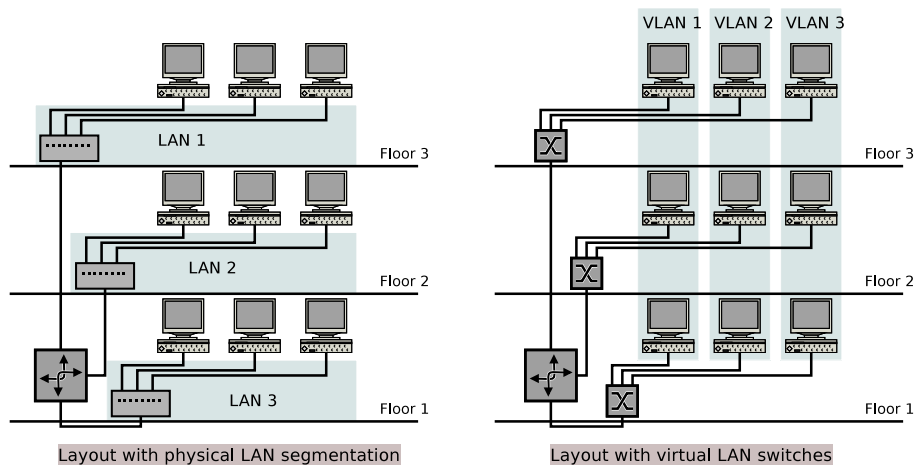 LAN 1
Floor 3
LAN 2
Floor 2
LAN 3
Floor 1
Layout with physical LAN segmentation
VLAN 1
VLAN 2
VLAN 3
Floor 3
Floor 2
Floor 1
Layout with virtual LAN switches